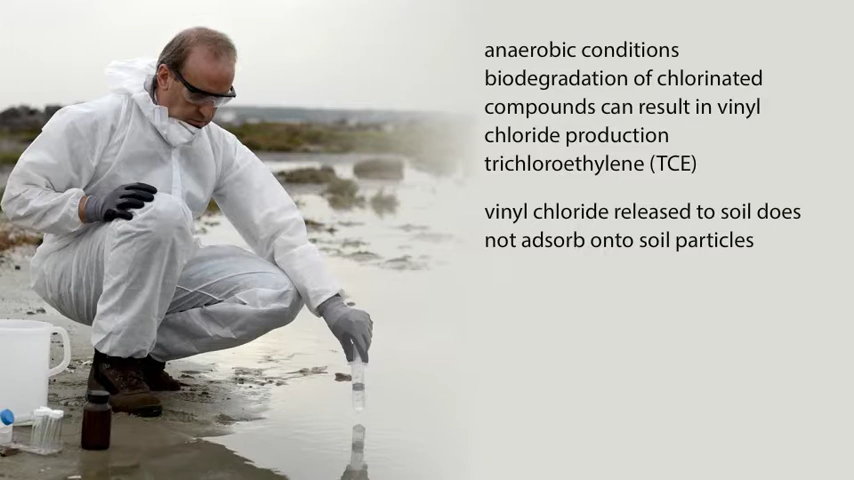 anaerobic conditions
biodegradation of chlorinated
compounds can result in vinyl
chloride production
trichloroethylene (TCE)
vinyl chloride released to soil does
not adsorb onto soil particles